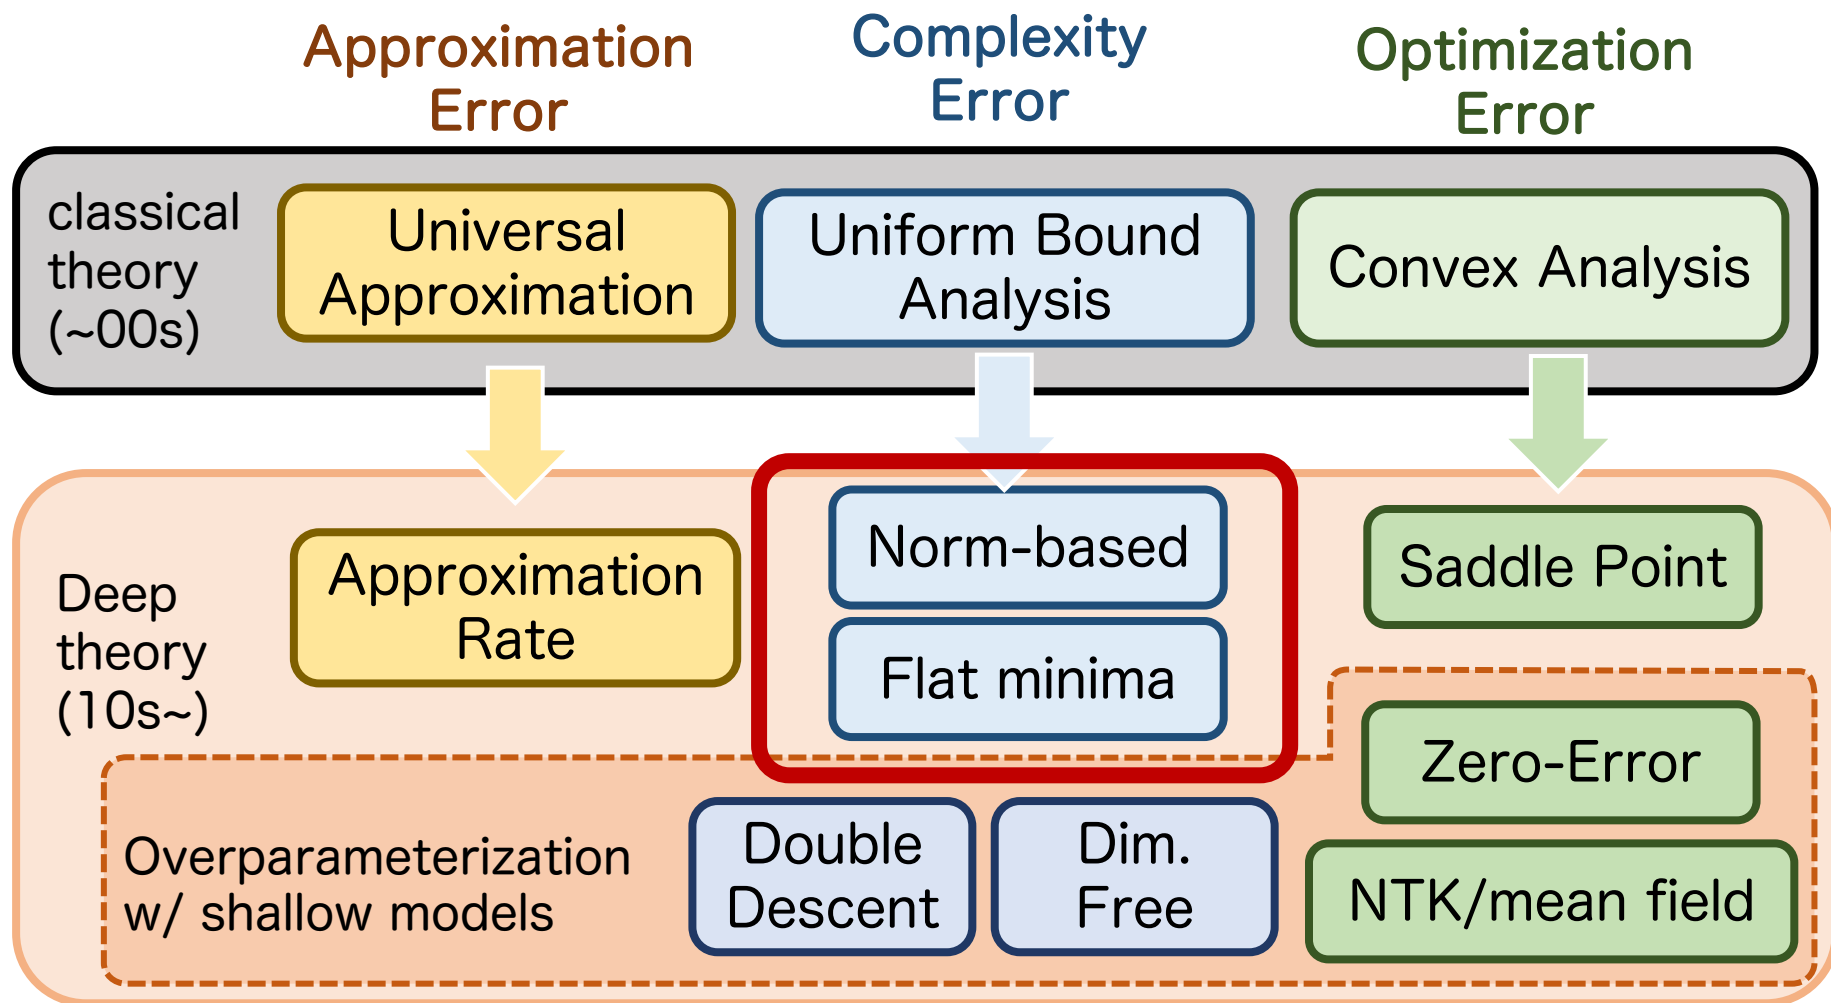 Approximation
Error
Complexity
Error
Optimization
Error
classical
theory
(~00s)
Universal
Approximation
Uniform Bound
Analysis
Convex Analysis
Deep
theory
(10s~)
Approximation
Rate
Norm-based
Flat minima
Saddle Point
Zero-Error
NTK/mean field
Overparameterization
w/ shallow models
Double
Descent
Dim.
Free